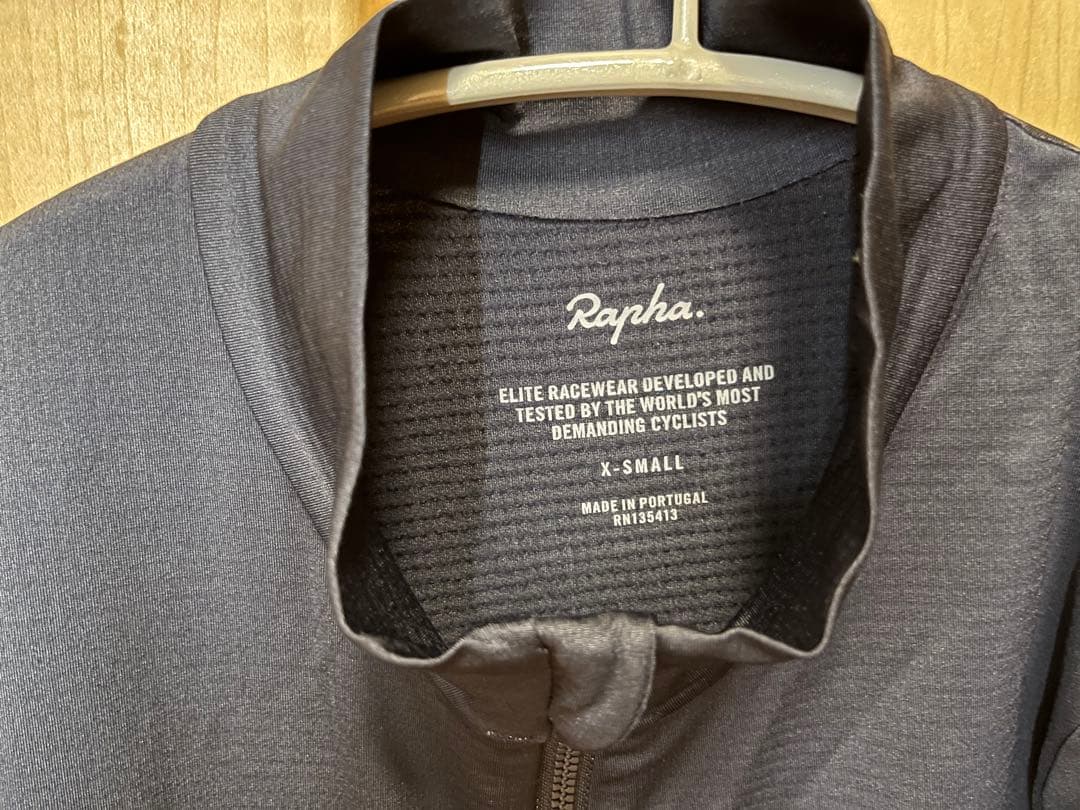 Rapha.
ELITE RACEWEAR DEVELOPED AND
TESTED BY THE WORLD'S MOST
DEMANDING CYCLISTS
X-SMALL
MADE IN PORTUGAL
RN135413